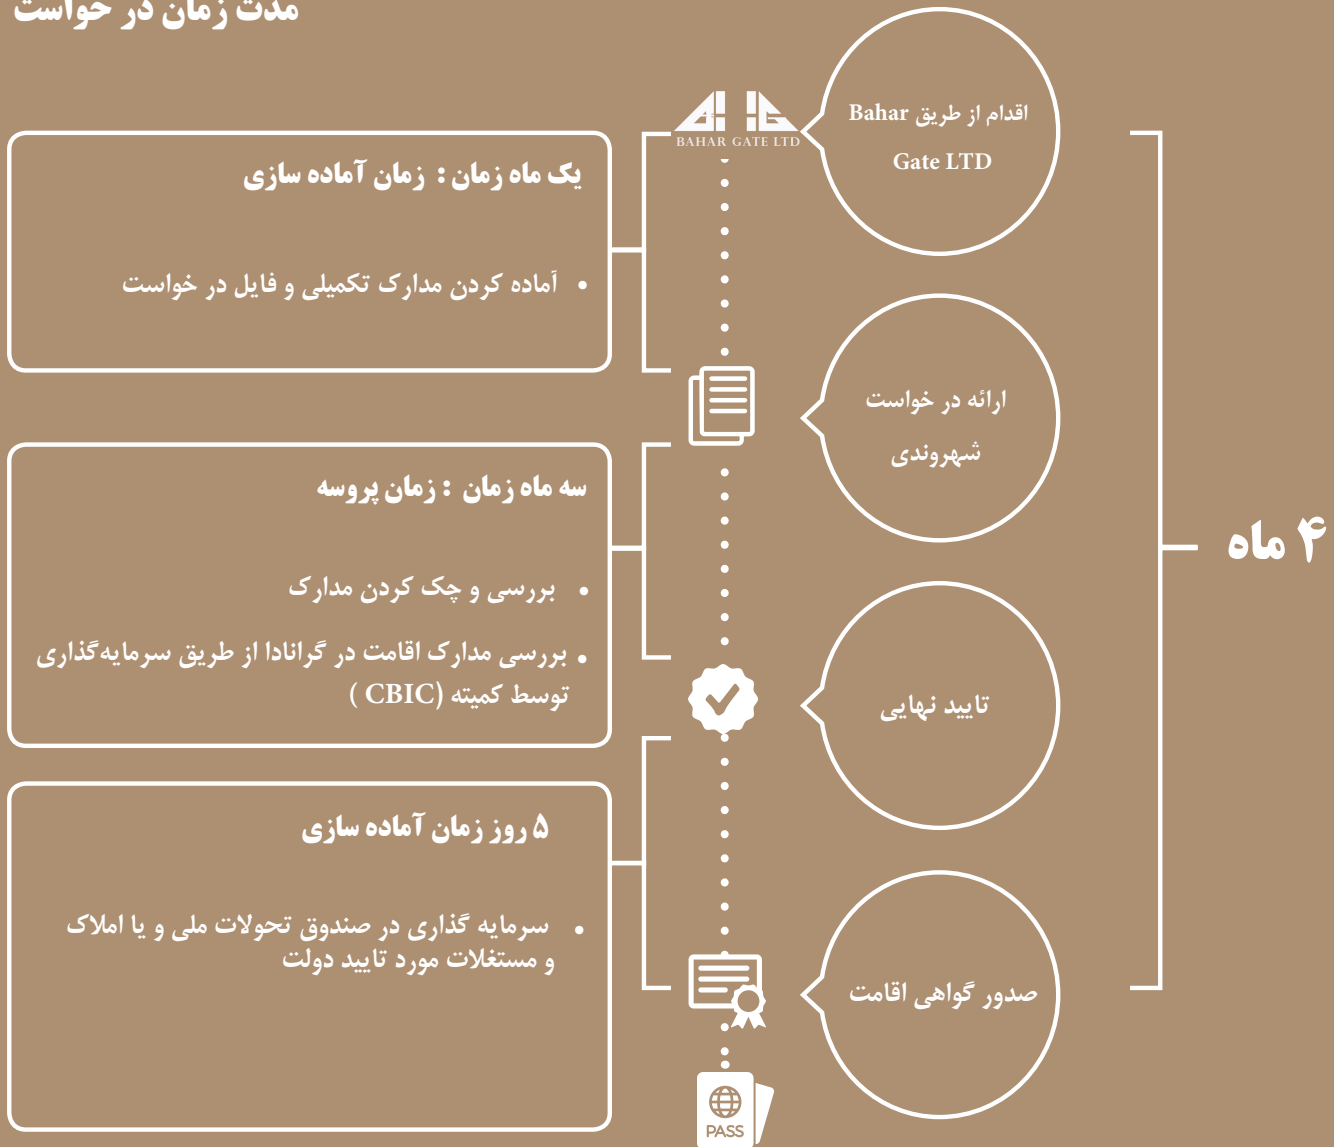 مدت زمان در خواست
BAHAR GATE LTD
اقدام از طریق Bahar
Gate LTD
یک ماه زمان : زمان آماده سازی
• آماده کردن مدارک تکمیلی و فایل در خواست
ارائه در خواست
شهروندی
سه ماه زمان : زمان پروسه
• بررسی و چک کردن مدارک
• بررسی مدارک اقامت در گرانادا از طریق سرمایه‌گذاری
توسط کمیته (CBIC )
۴ ماه
تایید نهایی
۵ روز زمان آماده سازی
• سرمایه گذاری در صندوق تحولات ملی و یا املاک
و مستغلات مورد تایید دولت
صدور گواهی اقامت
PASS